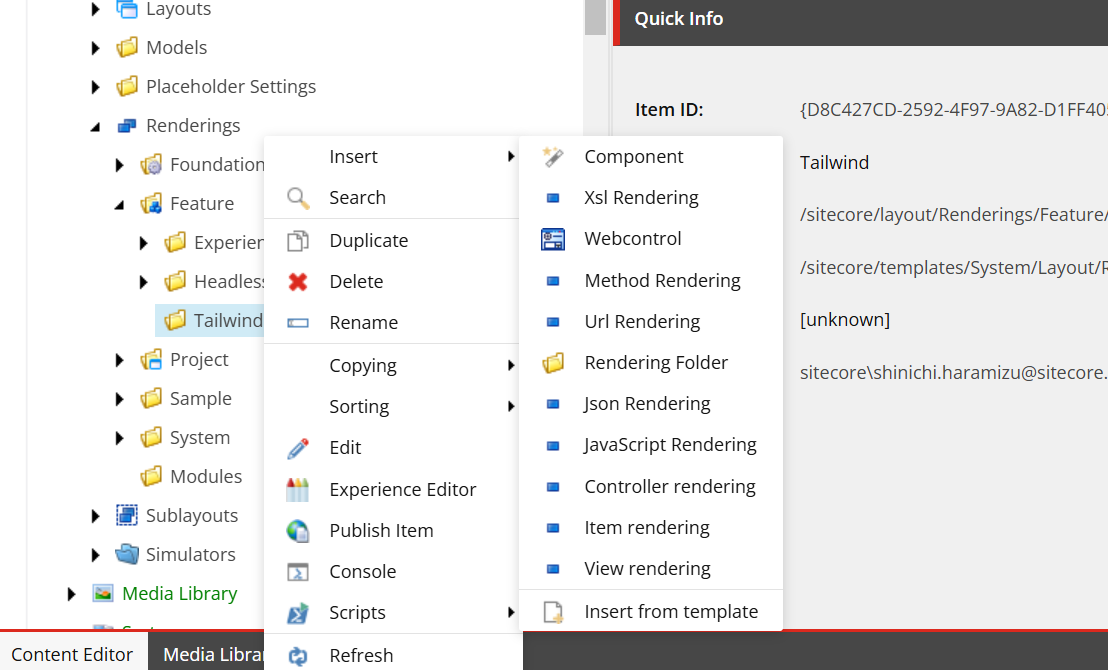 Layouts
Models
Placeholder Settings
Renderings
Foundation
Feature
Experien
Headless
Tailwind
Project
Sample
System
Modules
Sublayouts
Simulators
Media Library
Content Editor
Media Librar
Insert
Search
Duplicate
Delete
Rename
Copying
Sorting
Edit
Experience Editor
Publish Item
Console
Scripts
Refresh
Component
Xsl Rendering
Webcontrol
Method Rendering
Url Rendering
Rendering Folder
Json Rendering
JavaScript Rendering
Controller rendering
Item rendering
View rendering
Insert from template
Quick Info
Item ID:
{D8C427CD-2592-4F97-9A82-D1FF405
Tailwind
/sitecore/layout/Renderings/Feature/
/sitecore/templates/System/Layout/R
[unknown]
sitecore\shinichi.haramizu@sitecore.